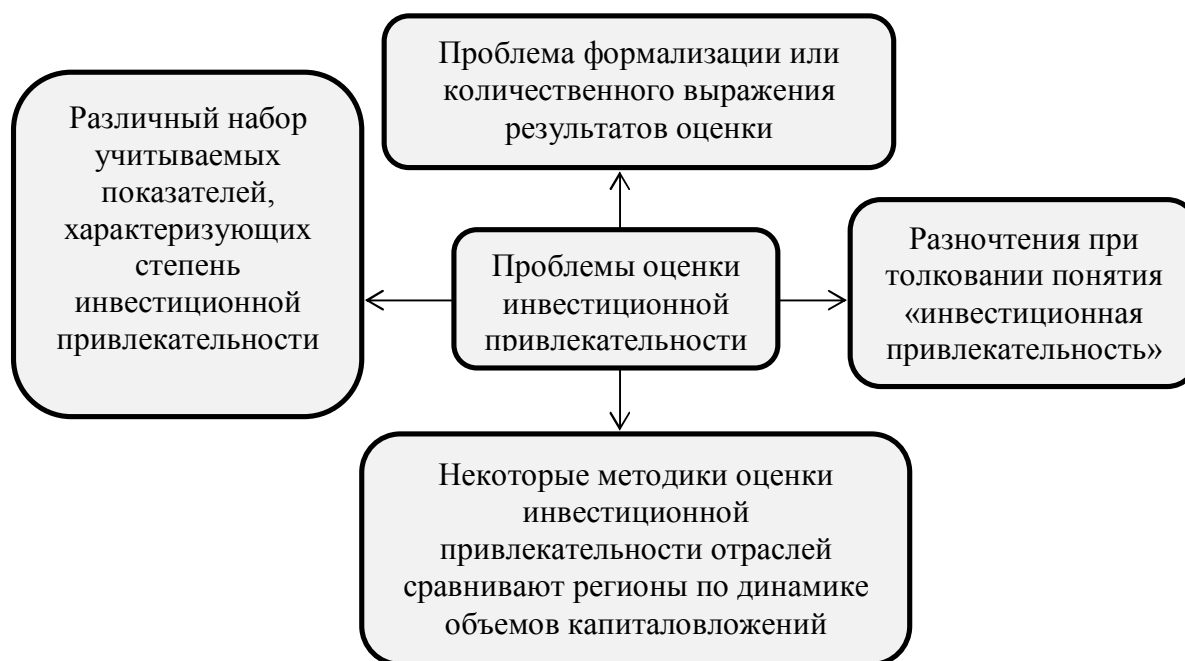 Проблема формализации или
количественного выражения
результатов оценки
Различный набор
учитываемых
показателей,
характеризующих
степень
инвестиционной
привлекательности
Проблемы оценки
инвестиционной
привлекательности
Разночтения при
толковании понятия
«инвестиционная
привлекательность»
Некоторые методики оценки
инвестиционной
привлекательности отраслей
сравнивают регионы по динамике
объемов капиталовложений